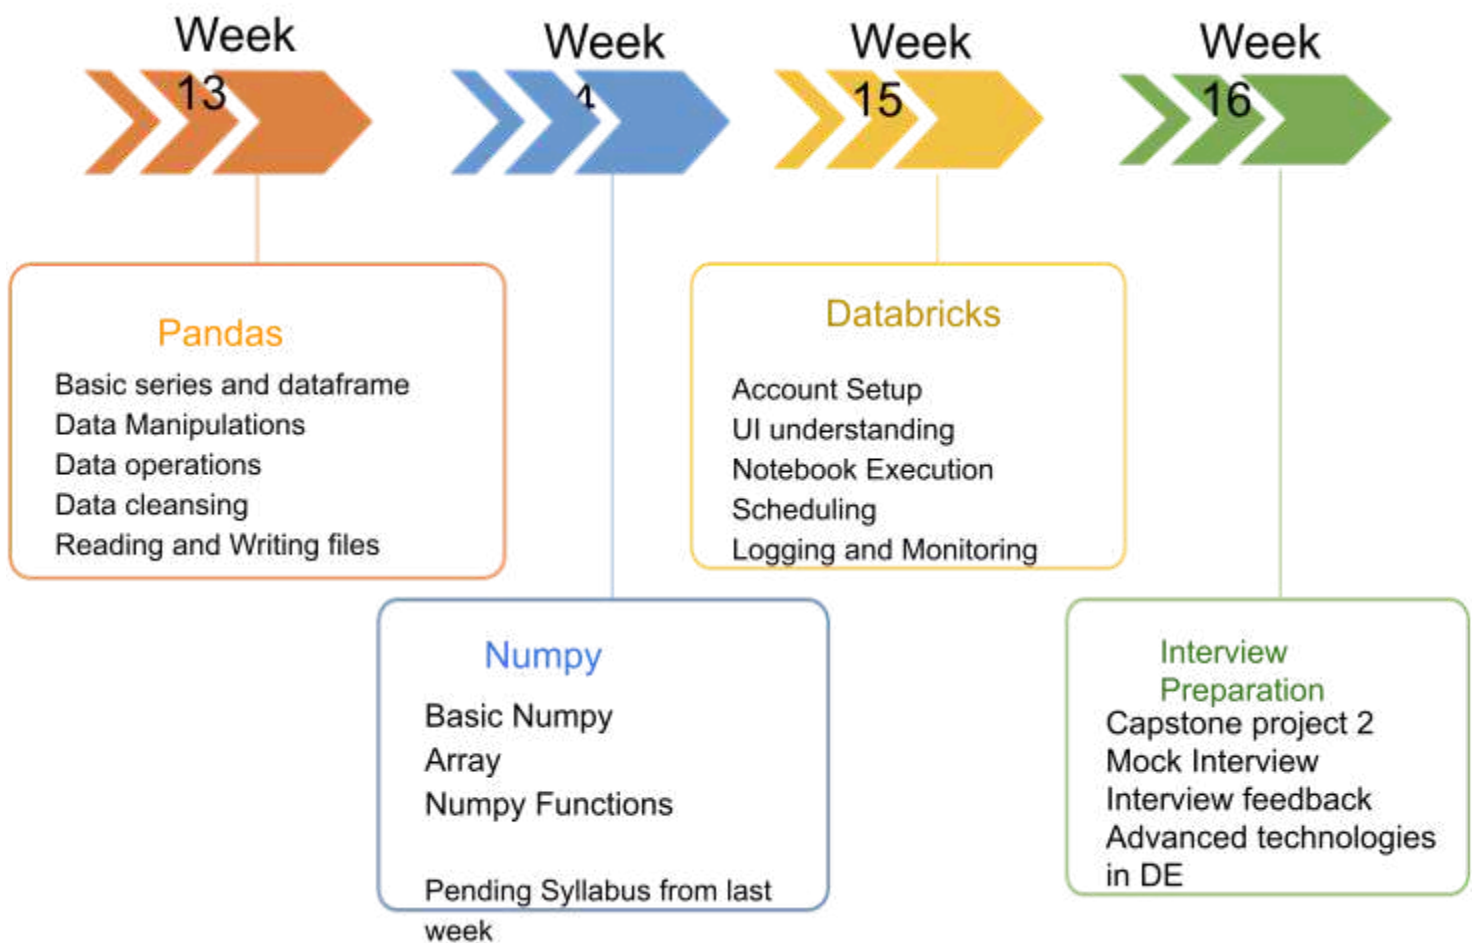 Week
13
Week
4
Week
15
Week
16
Pandas
Basic series and dataframe
Data Manipulations
Data operations
Data cleansing
Reading and Writing files
Numpy
Basic Numpy
Array
Numpy Functions
Pending Syllabus from last
week
Databricks
Account Setup
UI understanding
Notebook Execution
Scheduling
Logging and Monitoring
Interview
Preparation
Capstone project 2
Mock Interview
Interview feedback
Advanced technologies
in DE